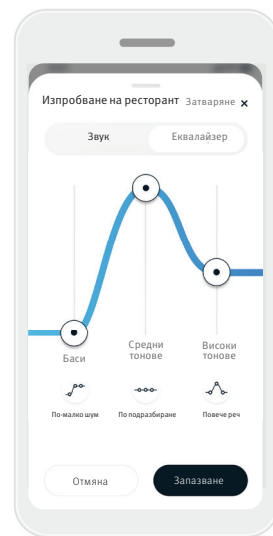 Изпробване на ресторант Затваряне ×
Звук Еквалайзер
Баси Средни тонове Високи тонове
По-малко шум По подразбиране Повече реч
Отмяна Запазване